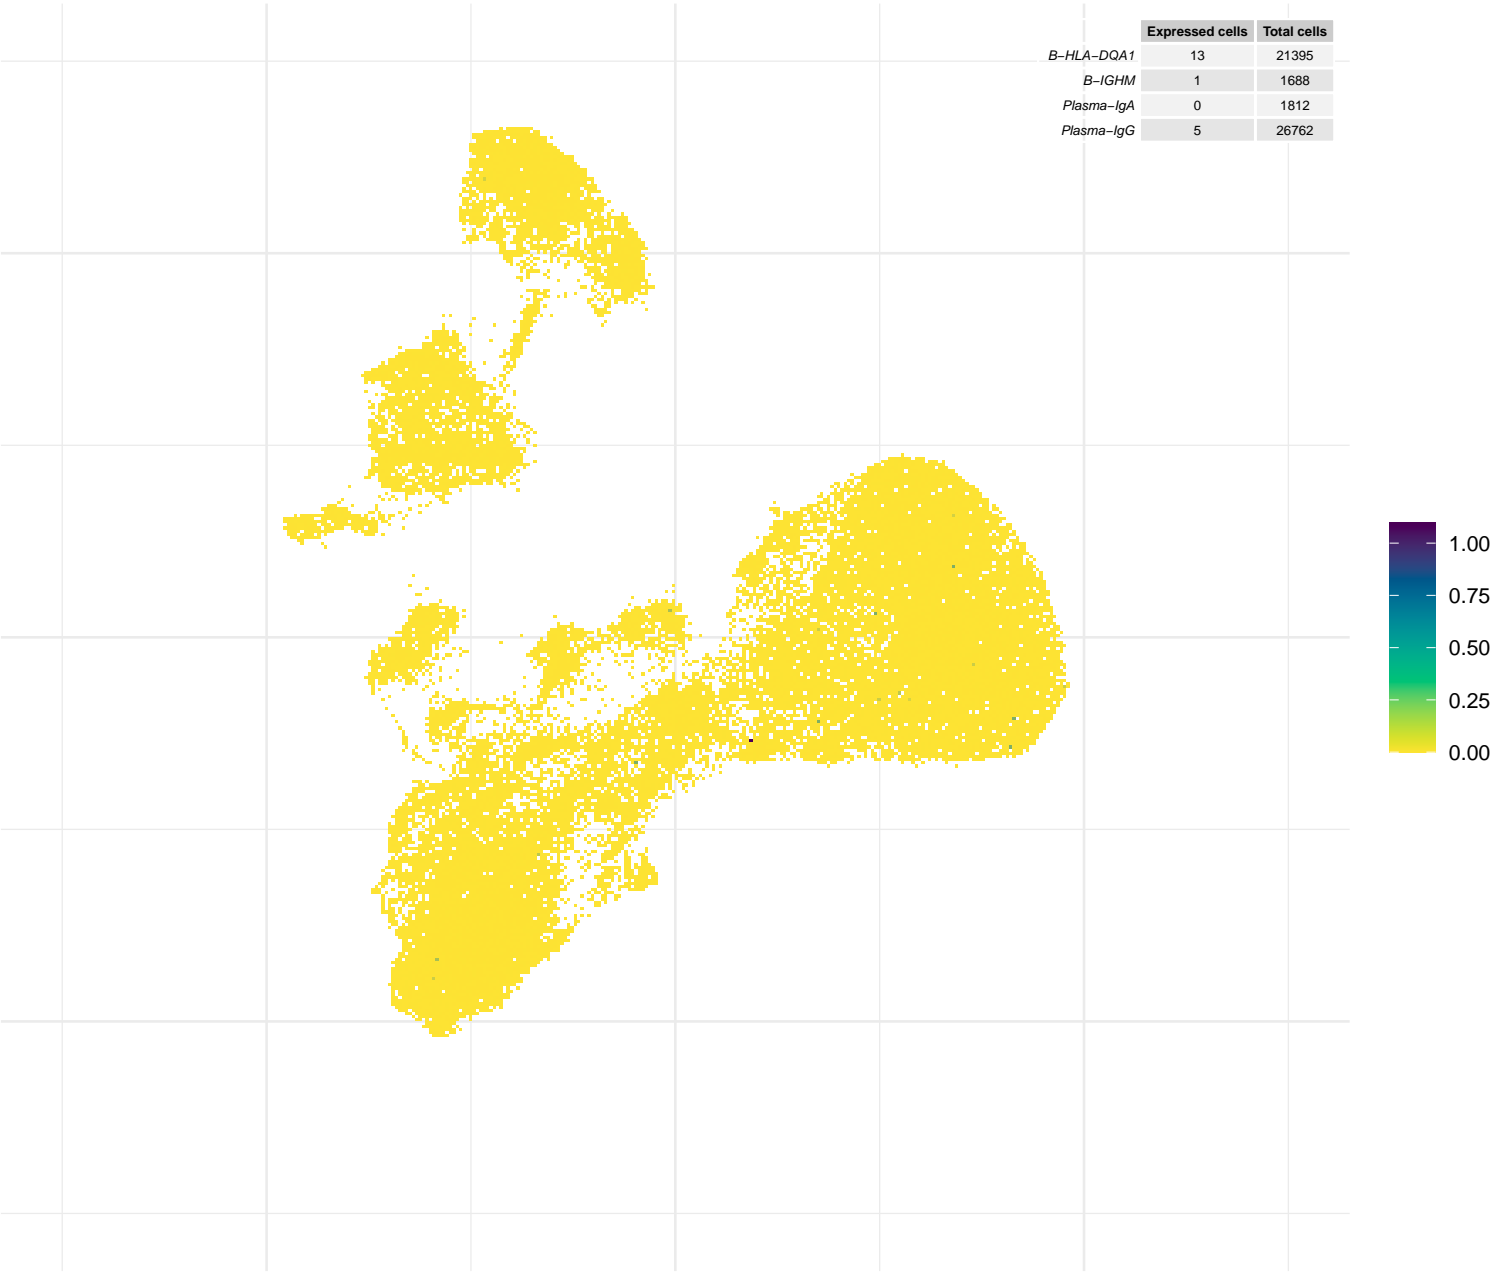 Expressed cells Total cells
B−HLA−DQA1 13 21395
B−IGHM 1 1688
Plasma−IgA 0 1812
Plasma−IgG 5 26762
1.00
0.75
0.50
0.25
0.00